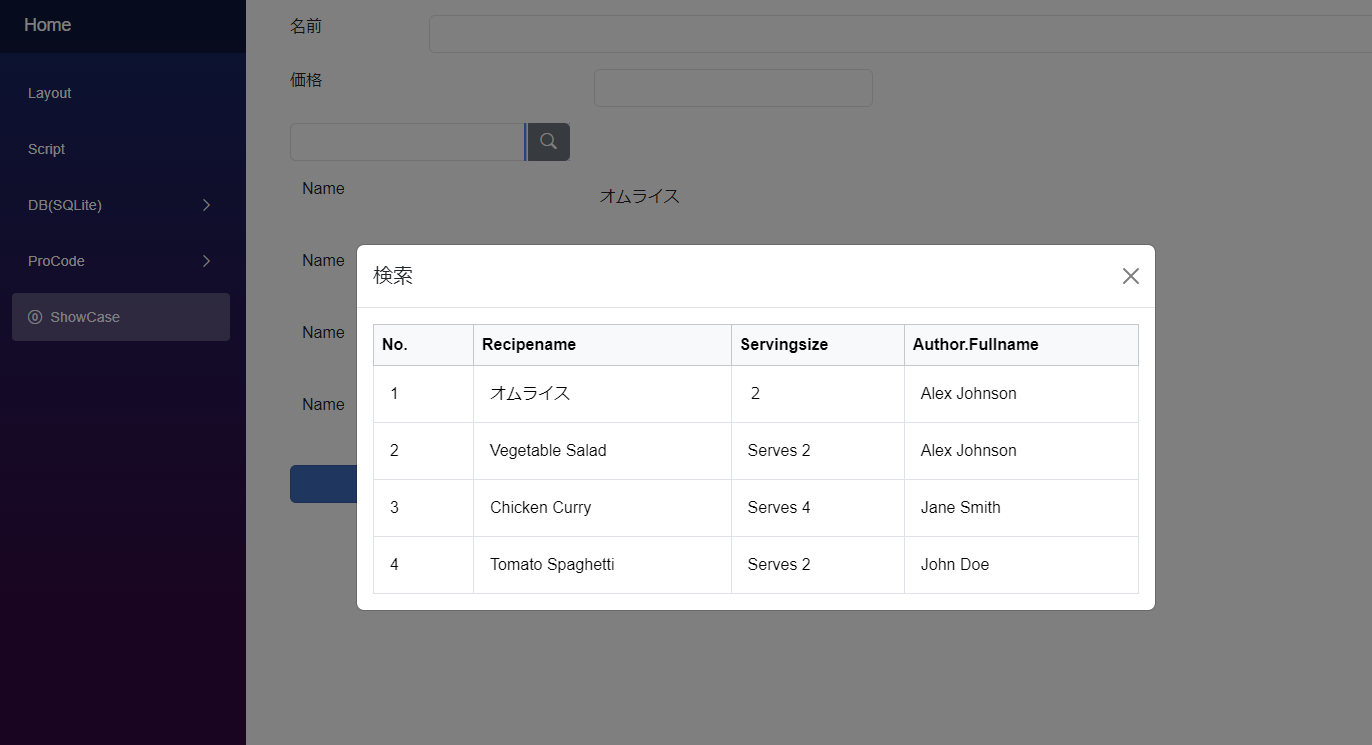 Home
Layout
Script
DB(SQLite)
ProCode
ShowCase
名前
価格
Name オムライス
Name
Name
Name
検索
No. Recipename Servingsize Author.Fullname
1 オムライス 2 Alex Johnson
2 Vegetable Salad Serves 2 Alex Johnson
3 Chicken Curry Serves 4 Jane Smith
4 Tomato Spaghetti Serves 2 John Doe